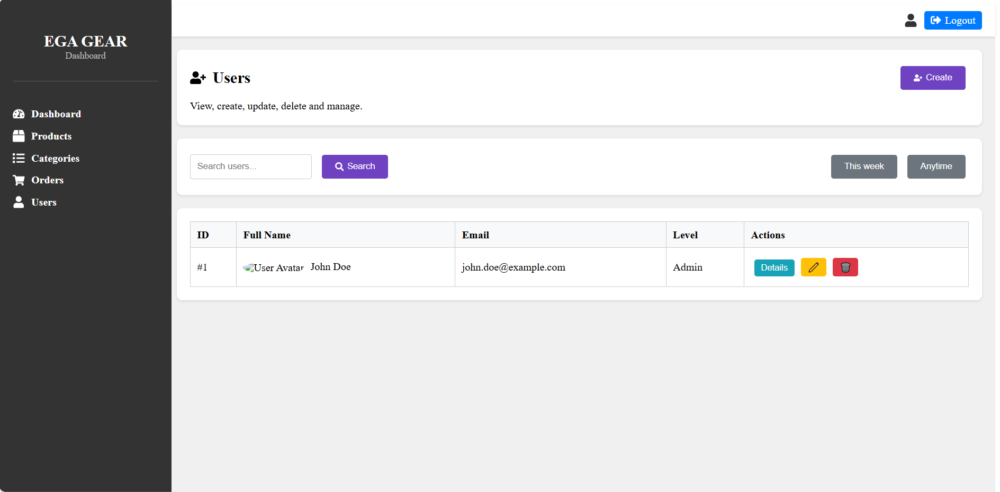 EGA GEAR
Dashboard
Dashboard
Products
Categories
Orders
Users
Logout
Users
Create
View, create, update, delete and manage.
Search users...
Search
This week
Anytime
ID Full Name Email Level Actions
#1 User Avatar John Doe john.doe@example.com Admin Details